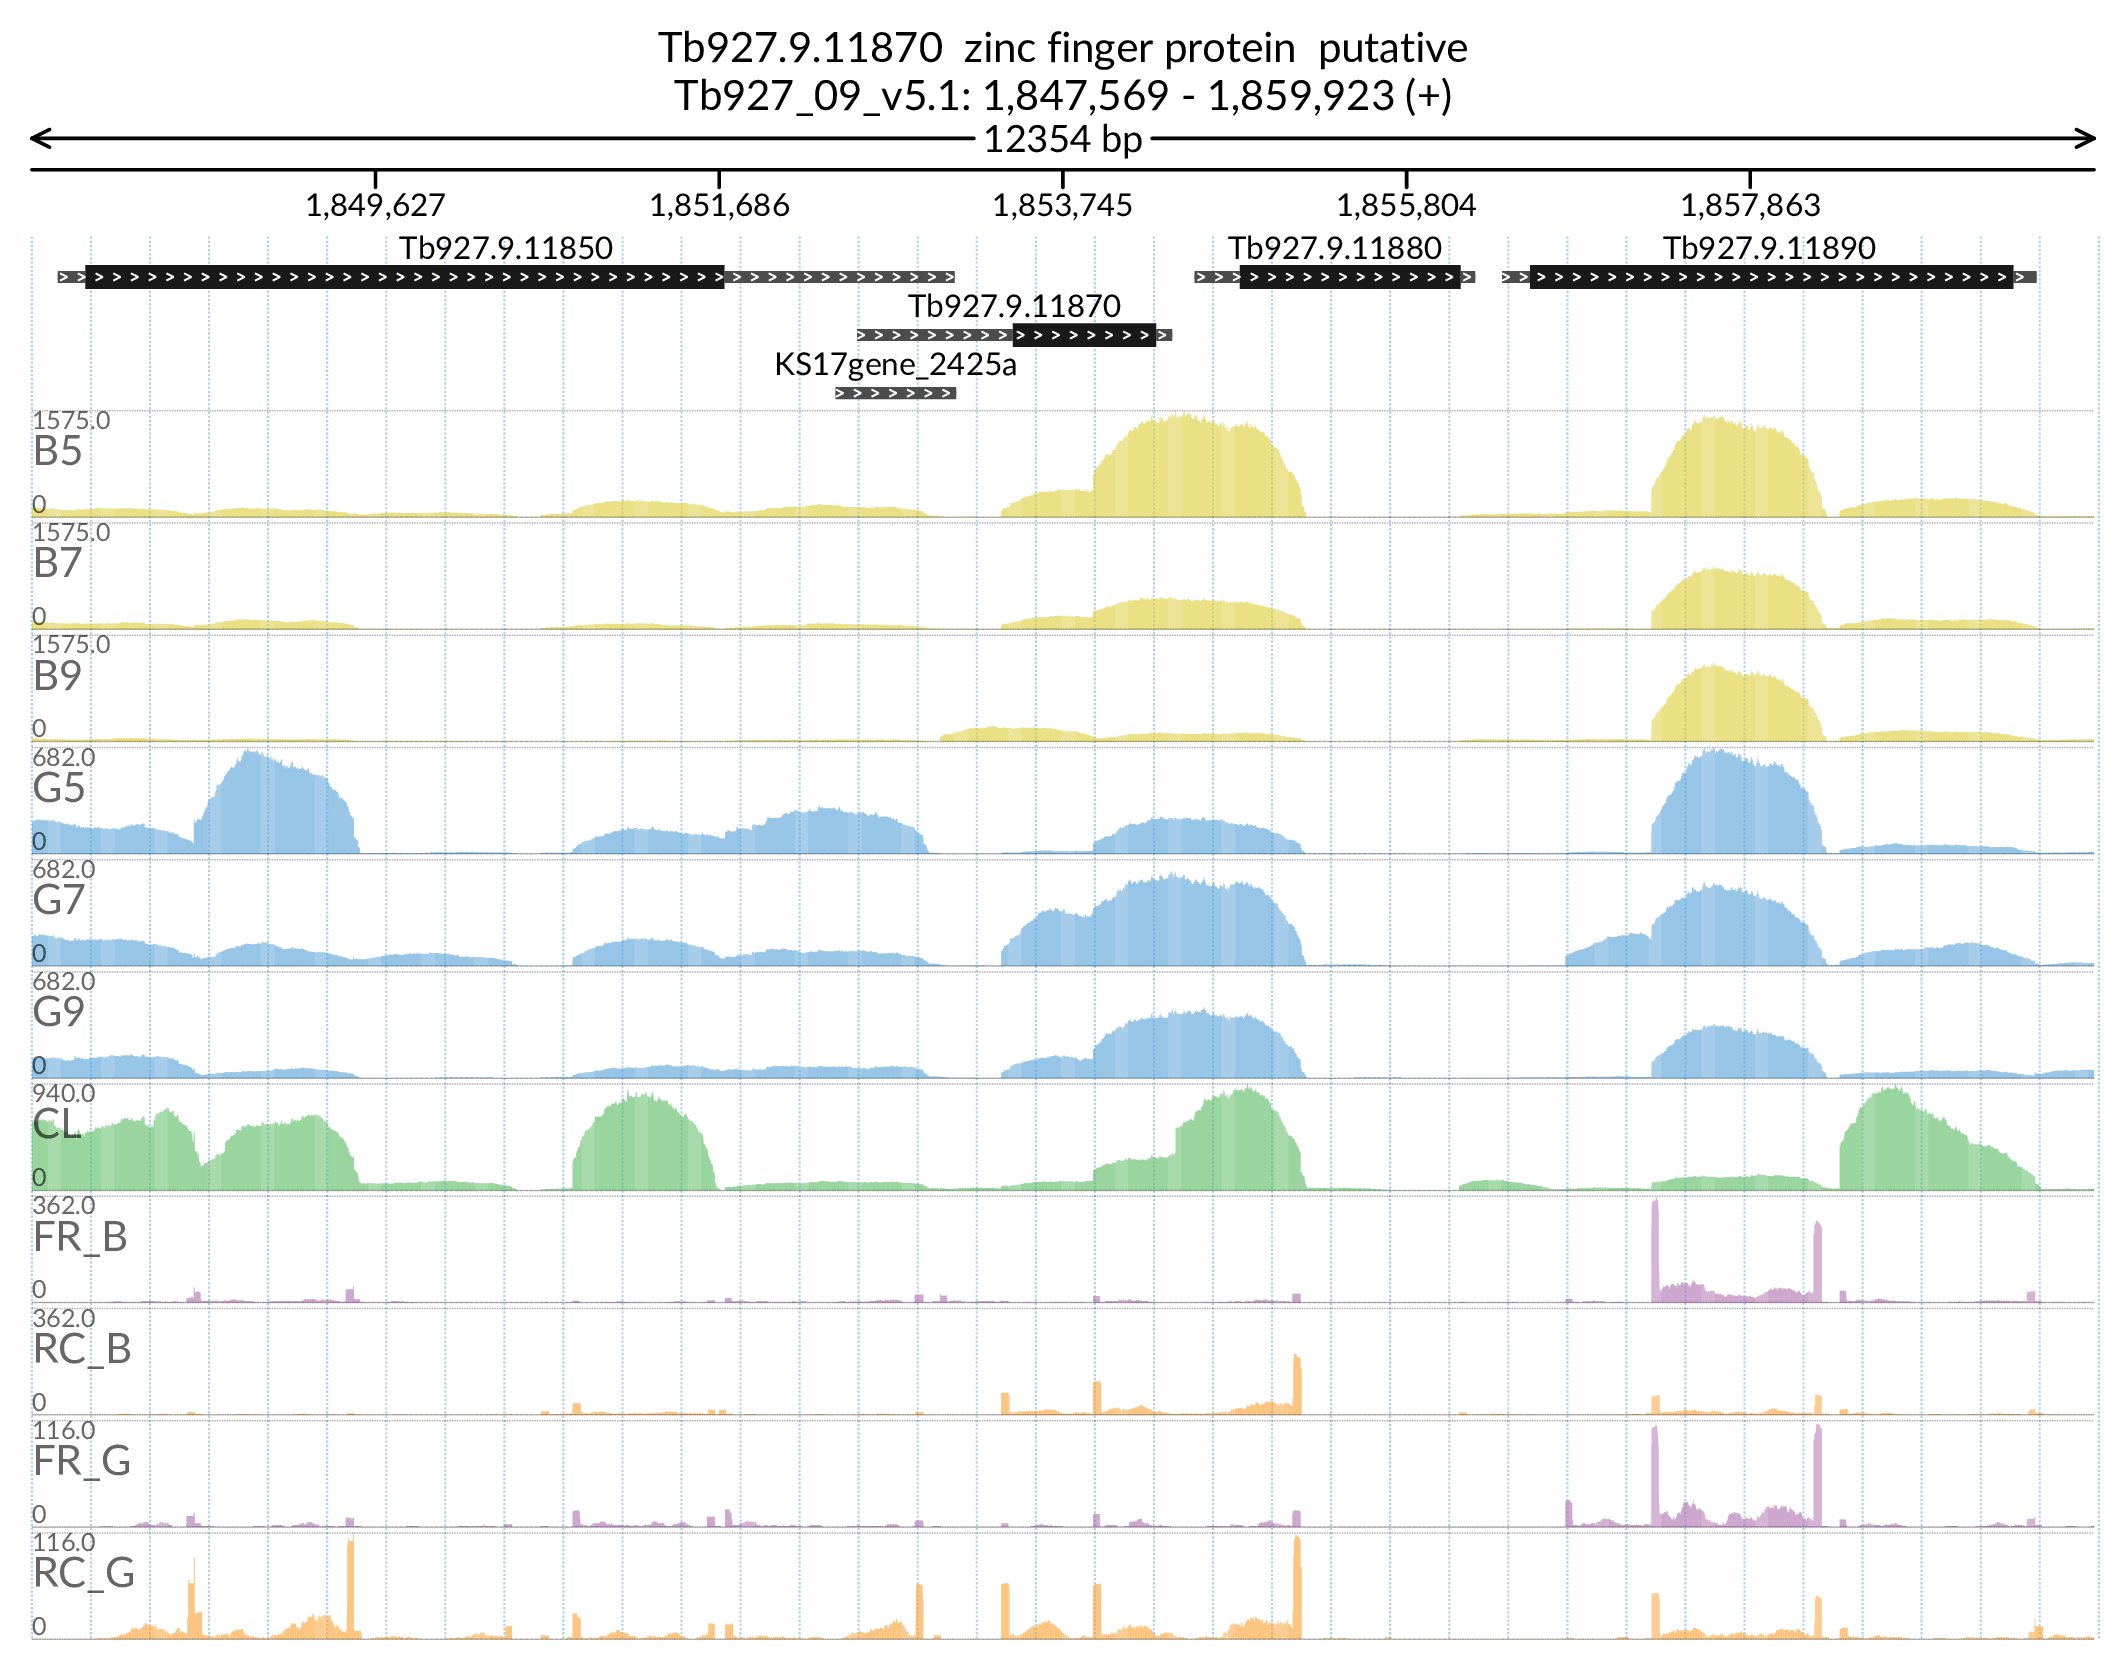 Tb927.9.11870  zinc finger protein  putative
Tb927_09_v5.1: 1,847,569 - 1,859,923 (+)
12354 bp
1,849,627 1,851,686 1,853,745 1,855,804 1,857,863
Tb927.9.11850 Tb927.9.11880 Tb927.9.11890
Tb927.9.11870
KS17gene_2425a
1575.0
B5
0
1575.0
B7
0
1575.0
B9
0
682.0
G5
0
682.0
G7
0
682.0
G9
0
940.0
CL
0
362.0
FR_B
0
362.0
RC_B
0
116.0
FR_G
0
116.0
RC_G
0